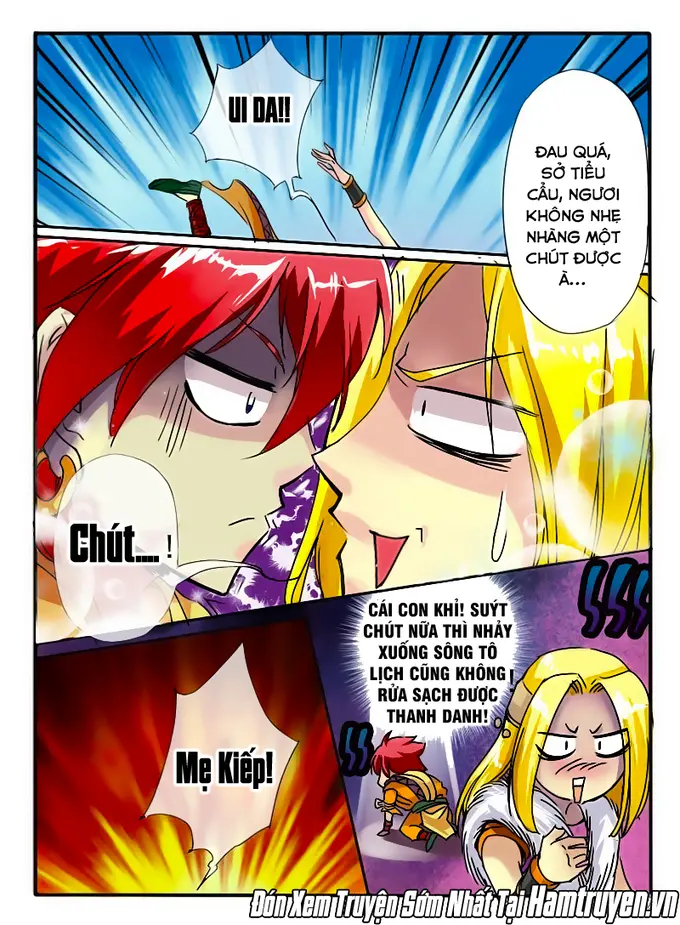 UI DA!!
ĐAU QUÁ,
SỞ TIỂU
CẨU, NGƯƠI
KHÔNG NHẸ
NHÀNG MỘT
CHÚT ĐƯỢC
À...
Chút.... !
CÁI CON KHỈ! SUÝT
CHÚT NỮA THÌ NHẢY
XUỐNG SÔNG TÔ
LỊCH CŨNG KHÔNG
RỬA SẠCH ĐƯỢC
THANH DANH!
Mẹ Kiếp!
Đón Xem Truyện Sớm Nhất Tại Hamtruyen.vn